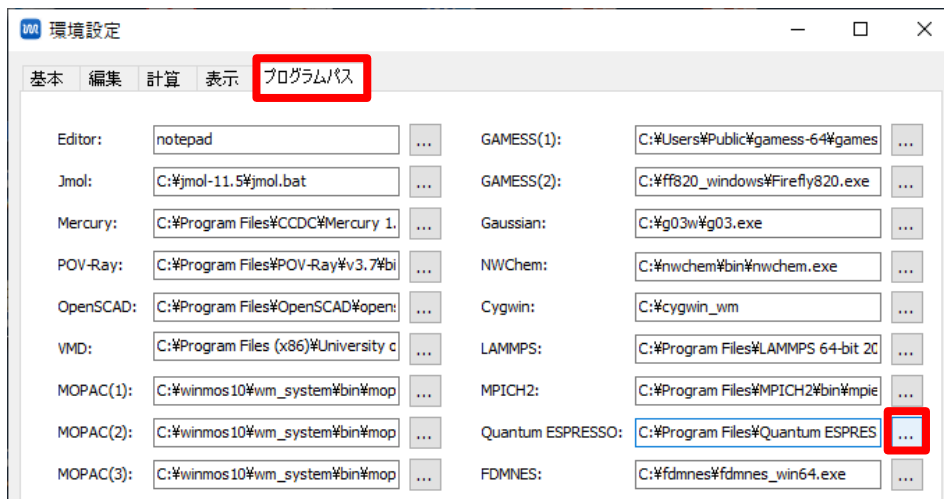 環境設定
基本 編集 計算 表示 プログラムパス
Editor: notepad ... GAMESS(1): C:¥Users¥Public¥gamess-64¥games ...
Jmol: C:¥jmol-11.5¥jmol.bat ... GAMESS(2): C:¥ff820_windows¥Firefly820.exe ...
Mercury: C:¥Program Files¥CCDC¥Mercury 1. ... Gaussian: C:¥g03w¥g03.exe ...
POV-Ray: C:¥Program Files¥POV-Ray¥v3.7¥bi ... NWChem: C:¥nwchem¥bin¥nwchem.exe ...
OpenSCAD: C:¥Program Files¥OpenSCAD¥open: ... Cygwin: C:¥cygwin_wm ...
VMD: C:¥Program Files (x86)¥University c ... LAMMPS: C:¥Program Files¥LAMMPS 64-bit 20 ...
MOPAC(1): C:¥winmos10¥wm_system¥bin¥mop ... MPICH2: C:¥Program Files¥MPICH2¥bin¥mpie ...
MOPAC(2): C:¥winmos10¥wm_system¥bin¥mop ... Quantum ESPRESSO: C:¥Program Files¥Quantum ESPRES ...
MOPAC(3): C:¥winmos10¥wm_system¥bin¥mop ... FDMNES: C:¥fdmnes¥fdmnes_win64.exe ...